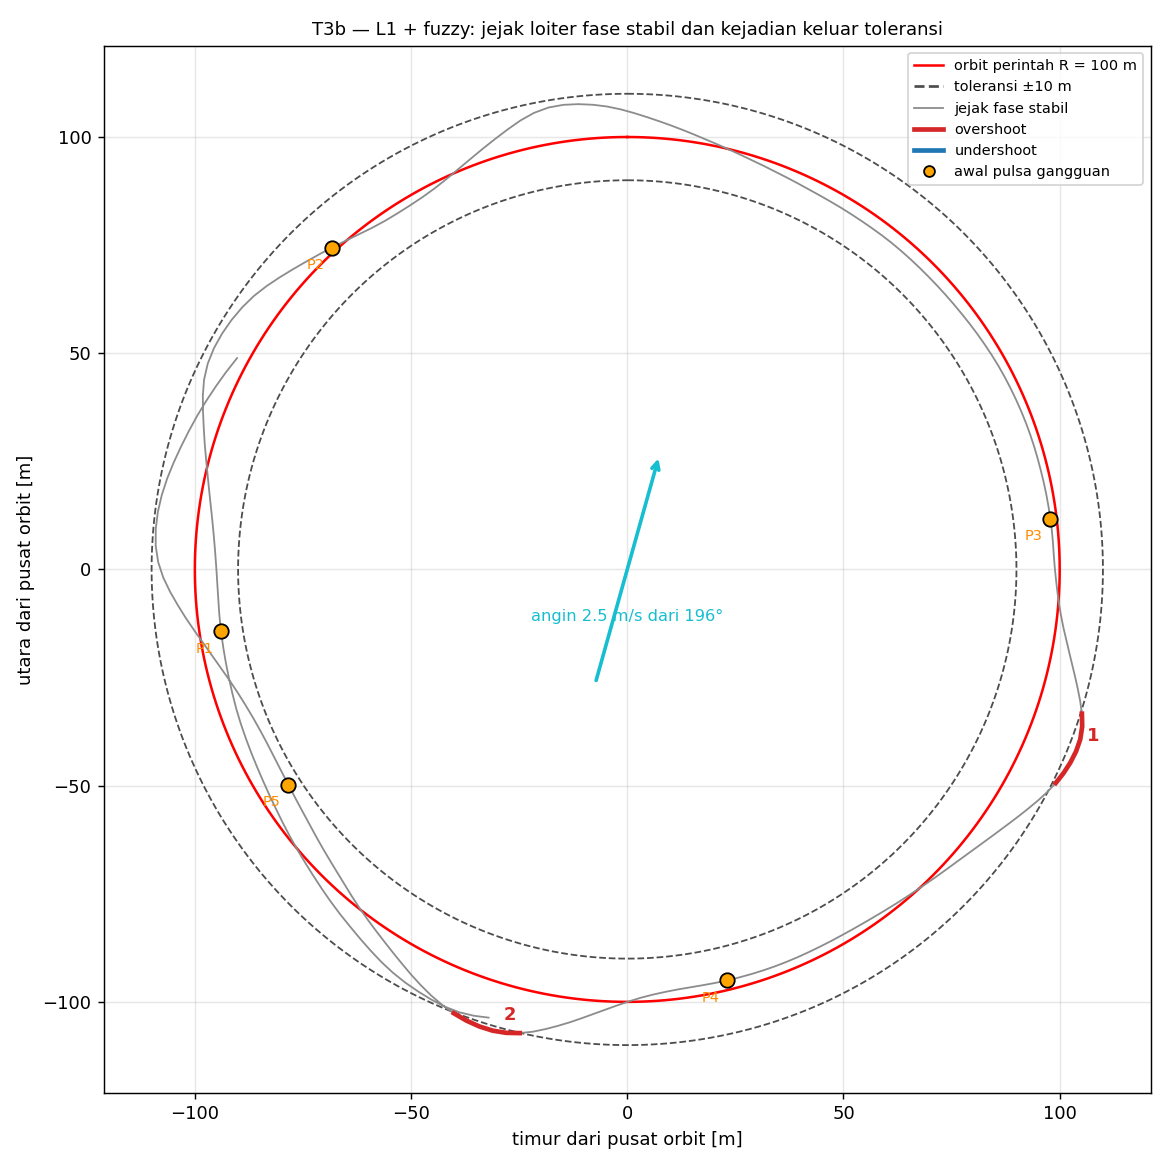 T3b — L1 + fuzzy: jejak loiter fase stabil dan kejadian keluar toleransi
orbit perintah R = 100 m
toleransi ±10 m
jejak fase stabil
overshoot
undershoot
awal pulsa gangguan
100
50
0
−50
−100
utara dari pusat orbit [m]
P2
P3
angin 2.5 m/s dari 196°
P1
1
P5
P4
2
−100
−50
0
50
100
timur dari pusat orbit [m]